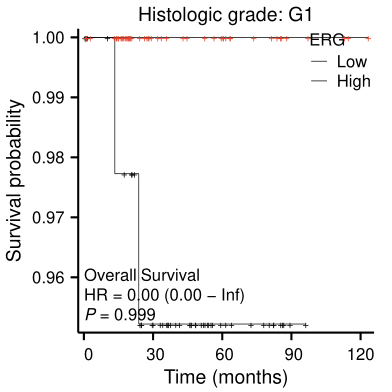 Histologic grade: G1
Survival probability
1.00
0.99
0.98
0.97
0.96
ERG
Low
High
Overall Survival
HR = 0.00 (0.00 − Inf)
P = 0.999
0 30 60 90 120
Time (months)